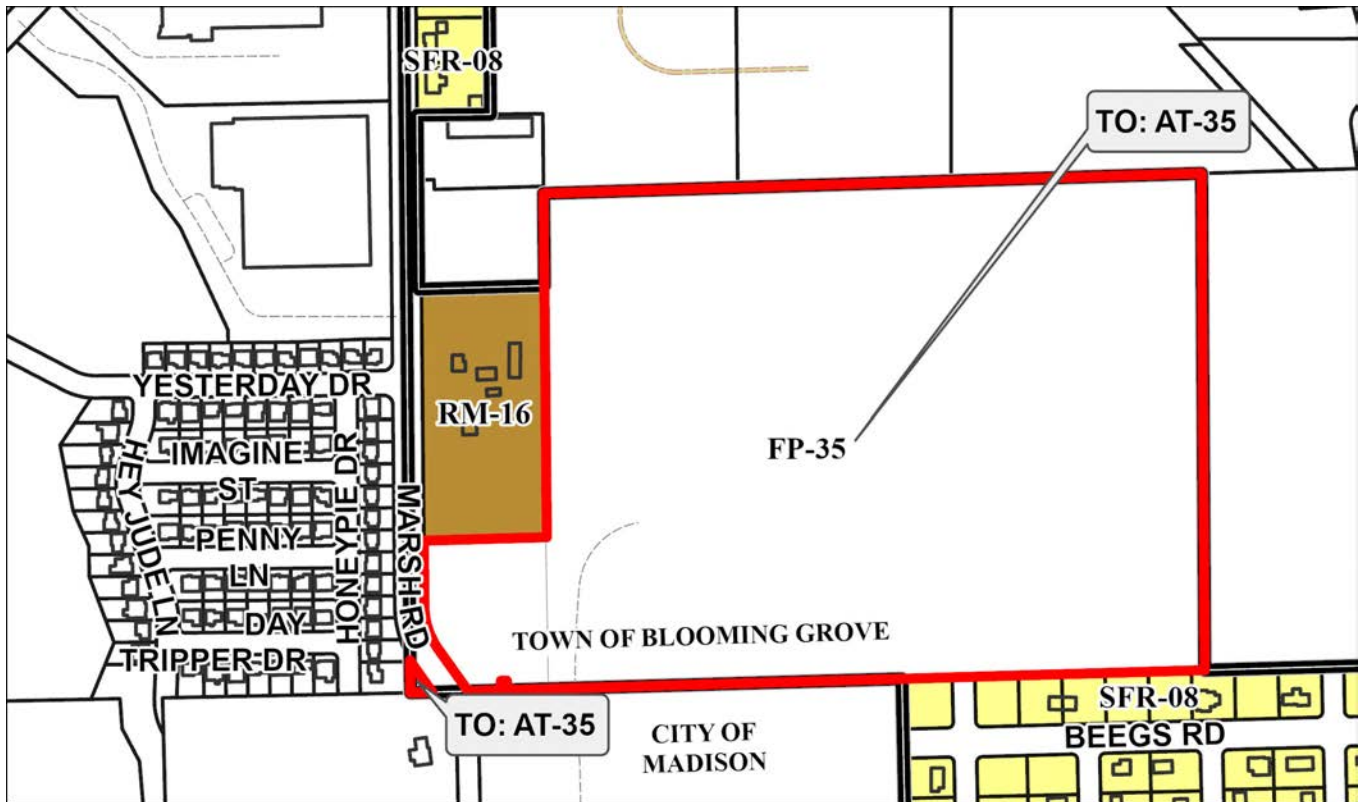 SFR-08
TO: AT-35
YESTERDAY DR
RM-16
IMAGINE
ST
FP-35
HEY JUDE LN
PENNY
LN
HONEYPIE DR
MARSH RD
DAY
TRIPPER DR
TOWN OF BLOOMING GROVE
TO: AT-35
CITY OF
MADISON
SFR-08
BEEGS RD